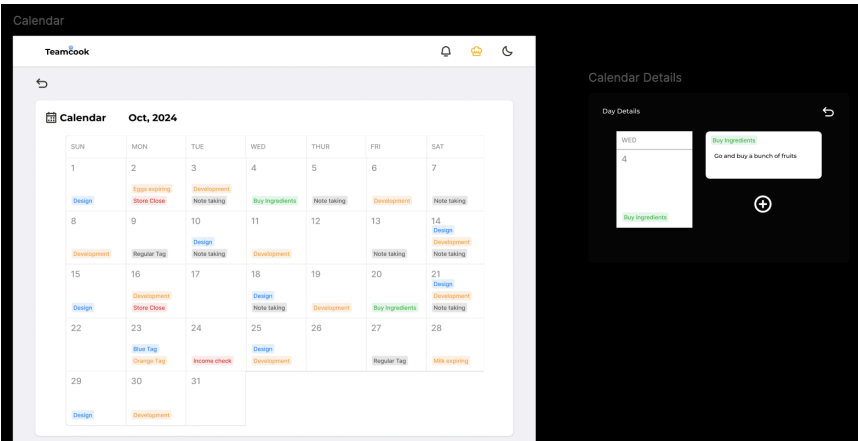 Calendar
Teamcook
Calendar Oct, 2024
SUN MON TUE WED THUR FRI SAT
1 2 3 4 5 6 7
Eggs expiring Development
Design Store Close Note taking Buy Ingredients Note taking Development Note taking
8 9 10 11 12 13 14
Design
Design Development
Development Regular Tag Note taking Development Note taking Note taking
15 16 17 18 19 20 21
Design
Development Design Development
Design Store Close Note taking Development Buy Ingredients Note taking
22 23 24 25 26 27 28
Blue Tag Design
Orange Tag Income check Development Regular Tag Milk expiring
29 30 31
Design Development
Calendar Details
Day Details
WED
4
Buy Ingredients
Buy Ingredients
Go and buy a bunch of fruits